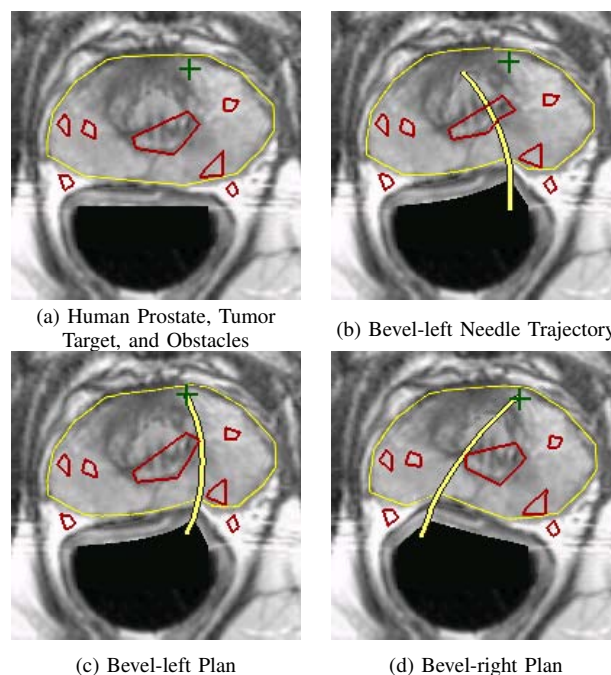 (a) Human Prostate, Tumor
Target, and Obstacles
(b) Bevel-left Needle Trajectory
(c) Bevel-left Plan
(d) Bevel-right Plan